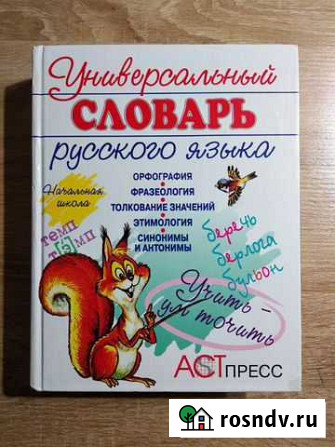 Универсальный
СЛОВАРЬ
русского языка
ОРФОГРАФИЯ
ФРАЗЕОЛОГИЯ
ТОЛКОВАНИЕ ЗНАЧЕНИЙ
ЭТИМОЛОГИЯ
СИНОНИМЫ
И АНТОНИМЫ
Начальная
школа
темп
т[э]мп
беречь
берлога
бульон
Учить –
ум точить
АСТ ПРЕСС
rosndv.ru